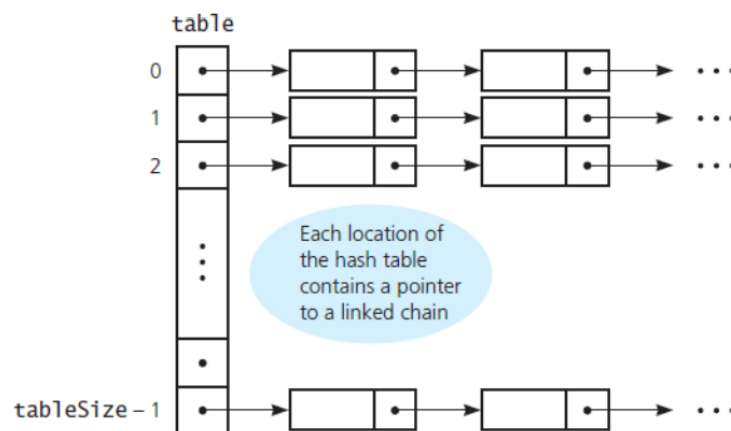 table
0
1
2
Each location of
the hash table
contains a pointer
to a linked chain
tableSize – 1